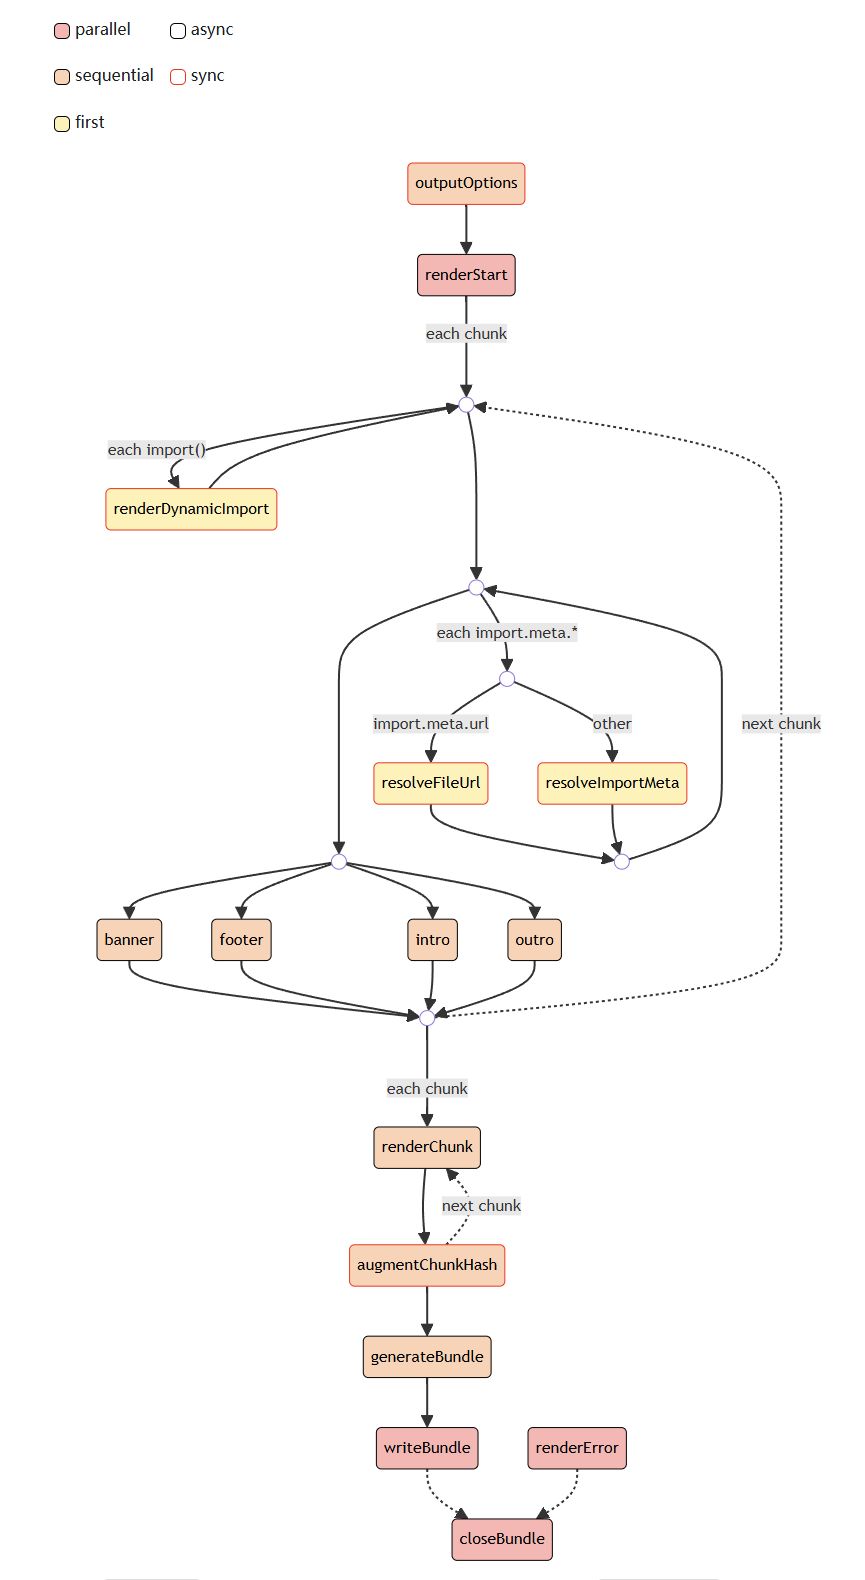 parallel
async
sequential
sync
first
outputOptions
renderStart
each chunk
each import()
renderDynamicImport
each import.meta.*
import.meta.url
other
next chunk
resolveFileUrl
resolveImportMeta
banner
footer
intro
outro
each chunk
renderChunk
next chunk
augmentChunkHash
generateBundle
writeBundle
renderError
closeBundle